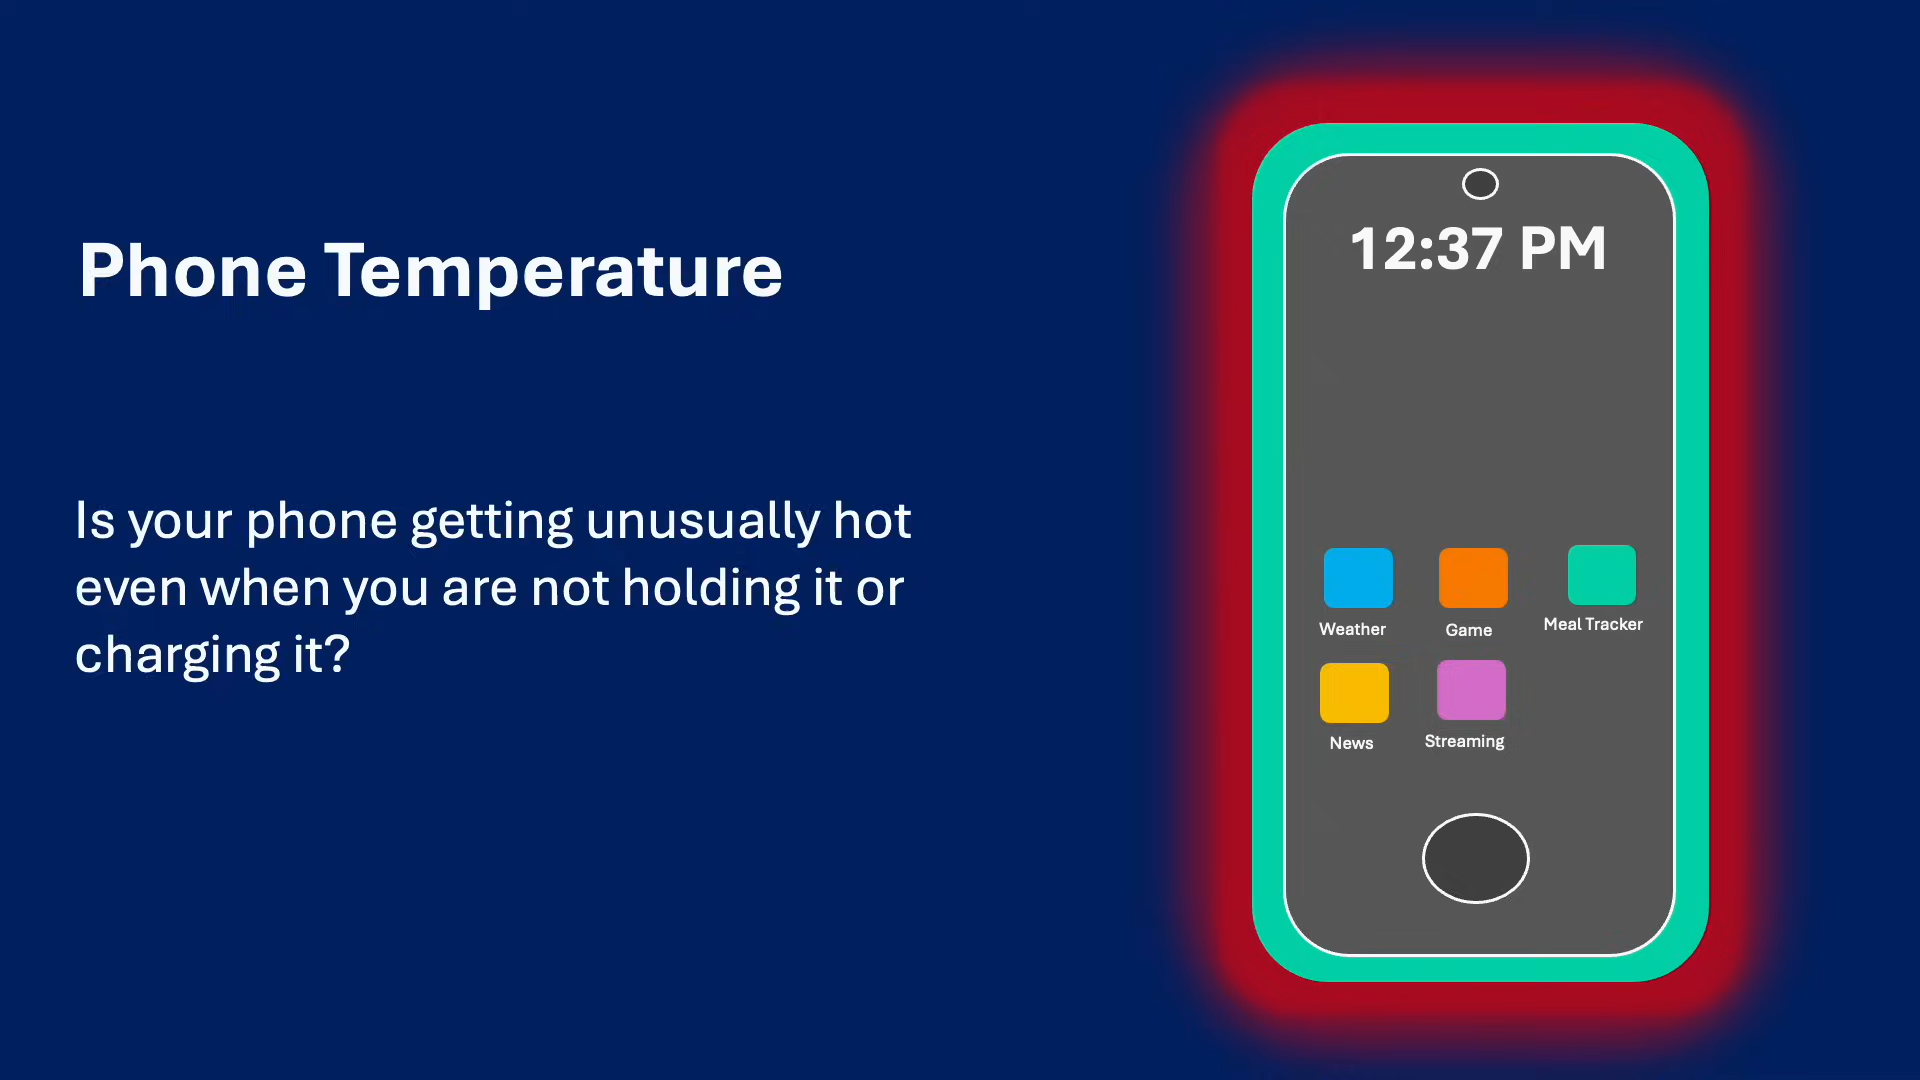 Phone Temperature
Is your phone getting unusually hot
even when you are not holding it or
charging it?
12:37 PM
Weather
Game
Meal Tracker
News
Streaming